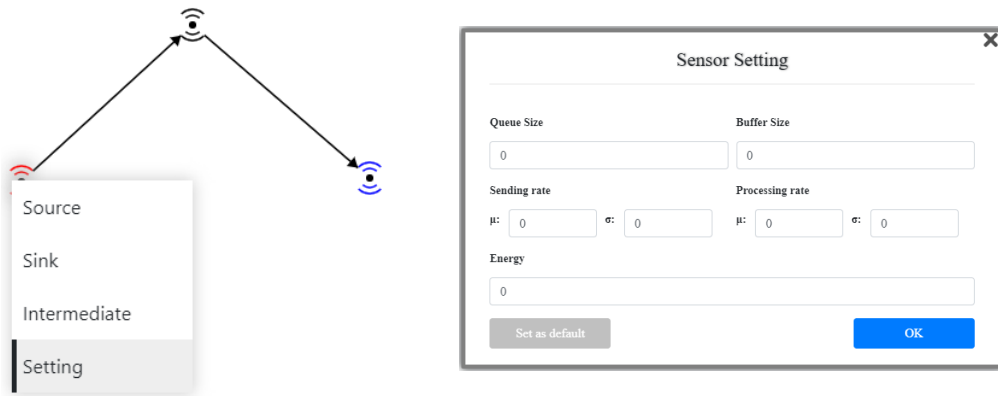 Source
Sink
Intermediate
Setting
Sensor Setting
Queue Size Buffer Size
0 0
Sending rate Processing rate
μ: 0 σ: 0 μ: 0 σ: 0
Energy
0
Set as default OK